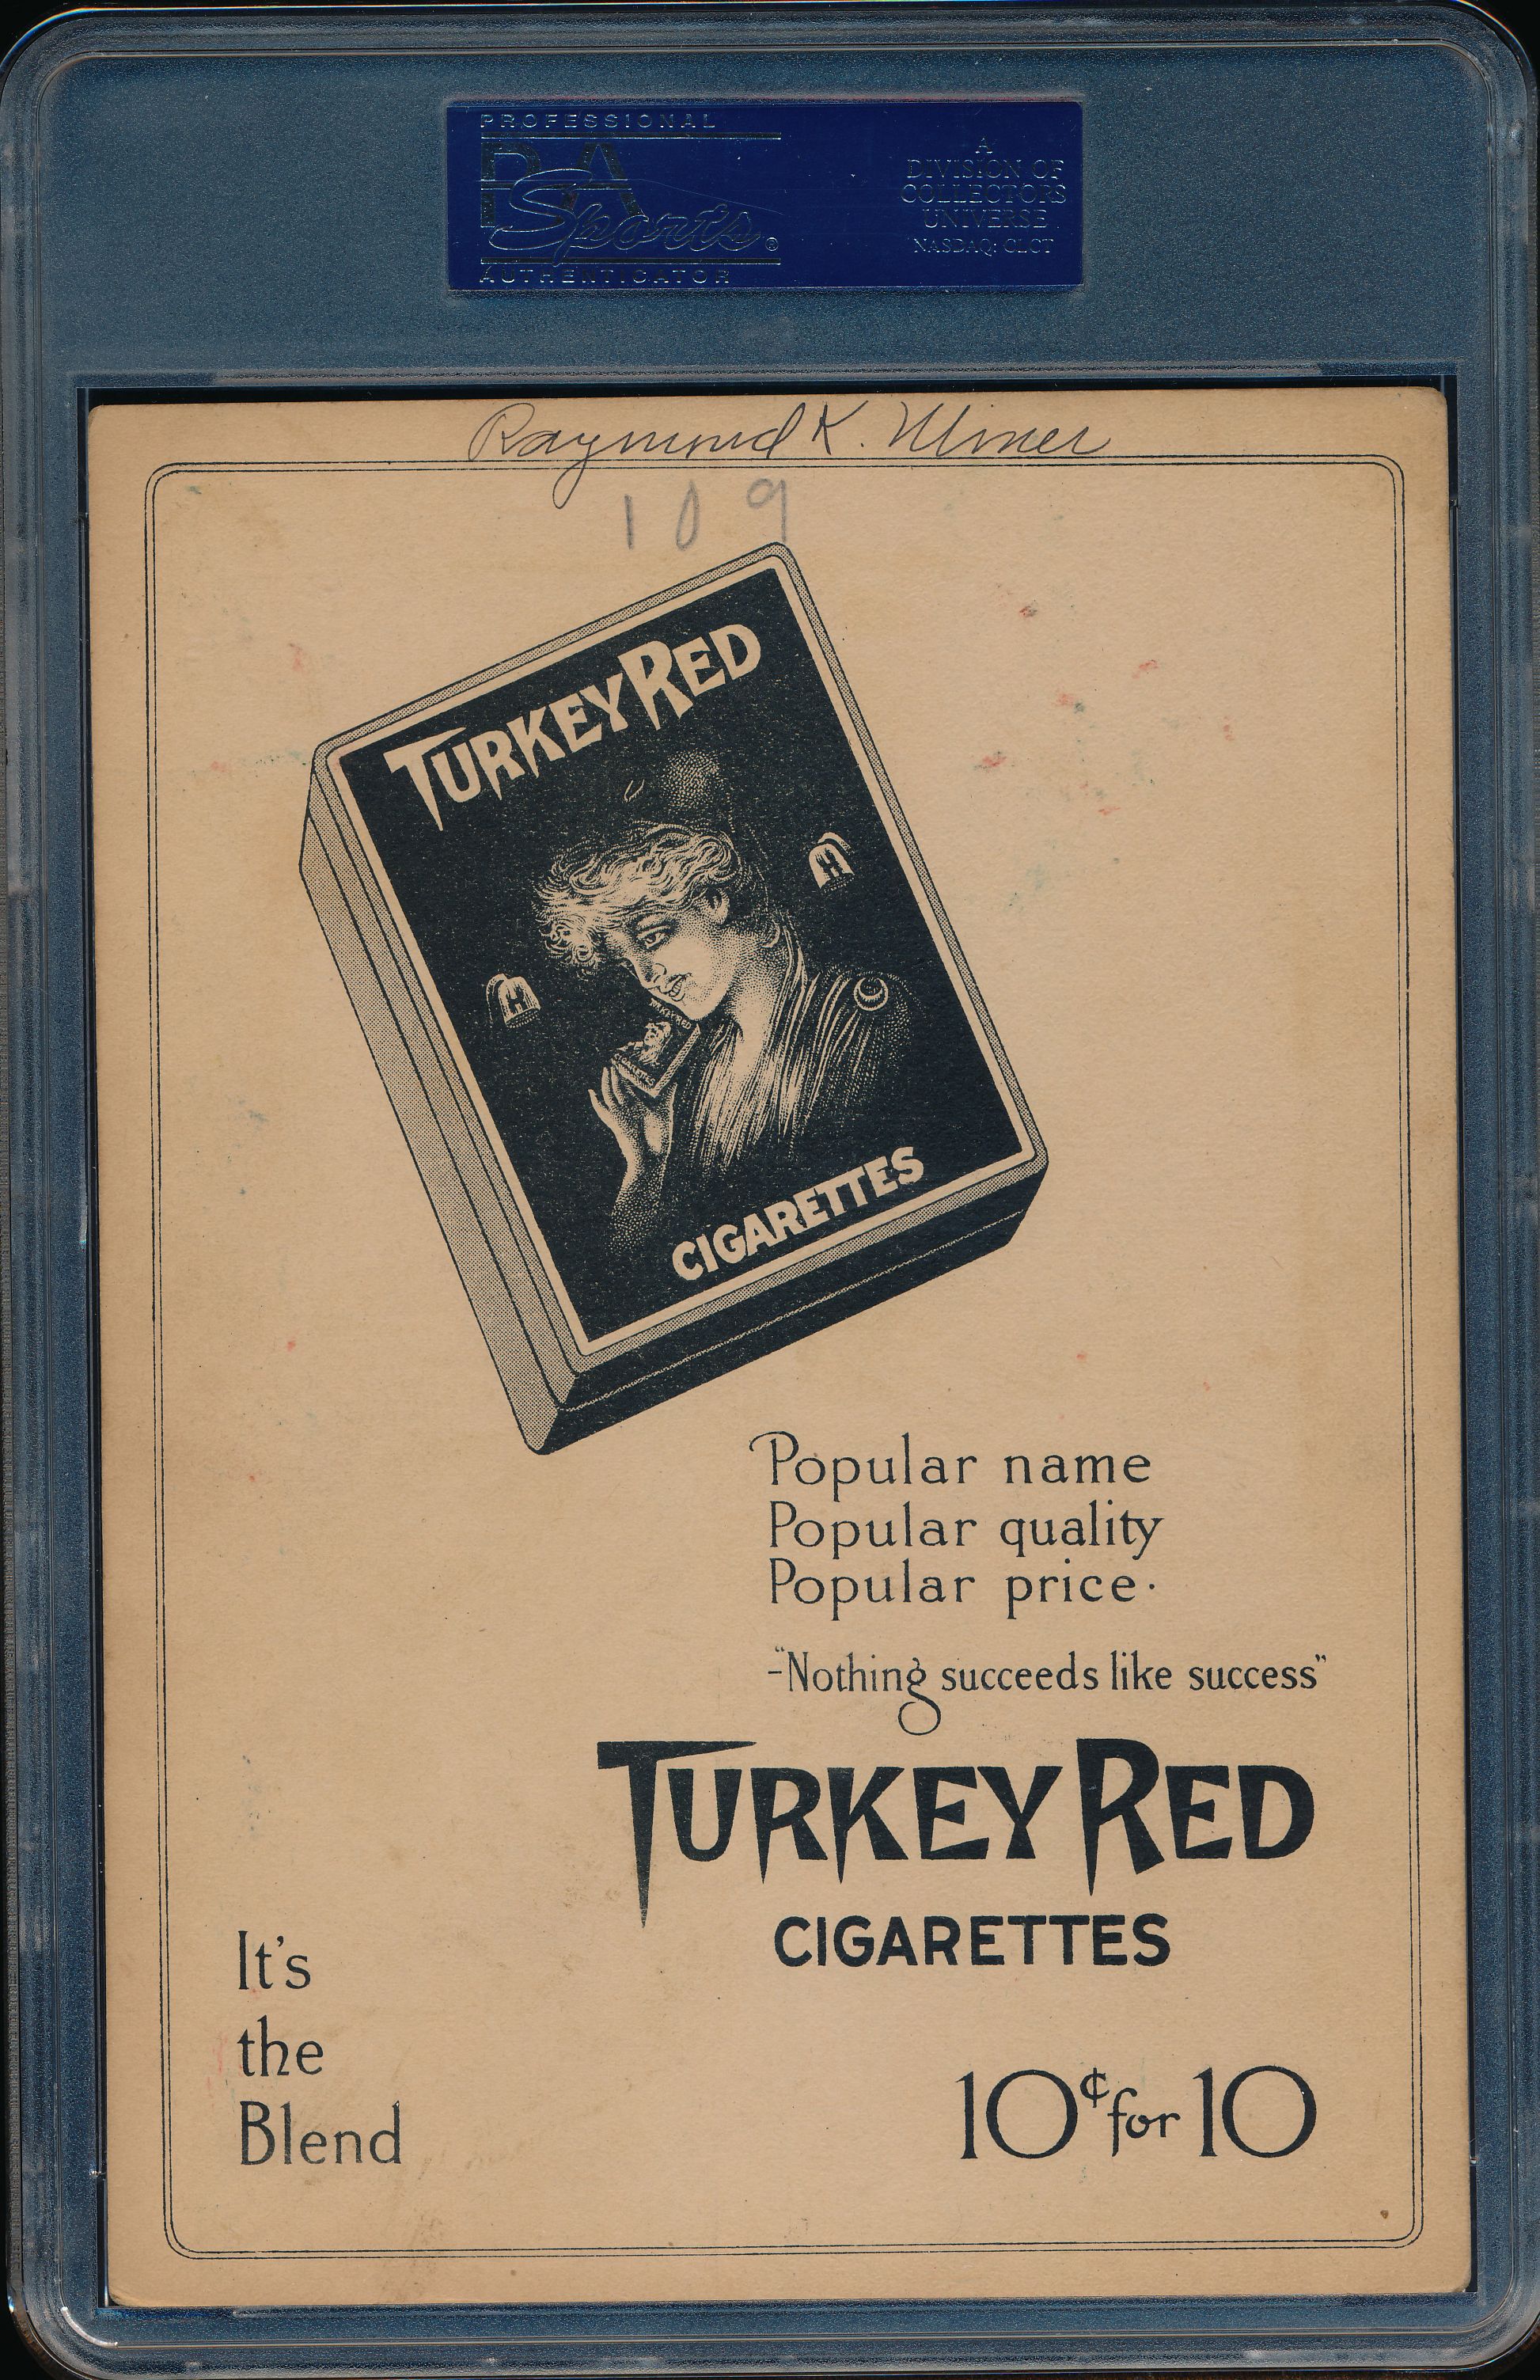 PROFESSIONAL
PSA
Sports®
AUTHENTICATOR
A
DIVISION OF
COLLECTORS
UNIVERSE
NASDAQ: CLCT
Raymond K. Miner
109
TURKEY RED
H
H
CIGARETTES
Popular name
Popular quality
Popular price.
-"Nothing succeeds like success"
TURKEY RED
CIGARETTES
It's
the
Blend
10¢ for 10